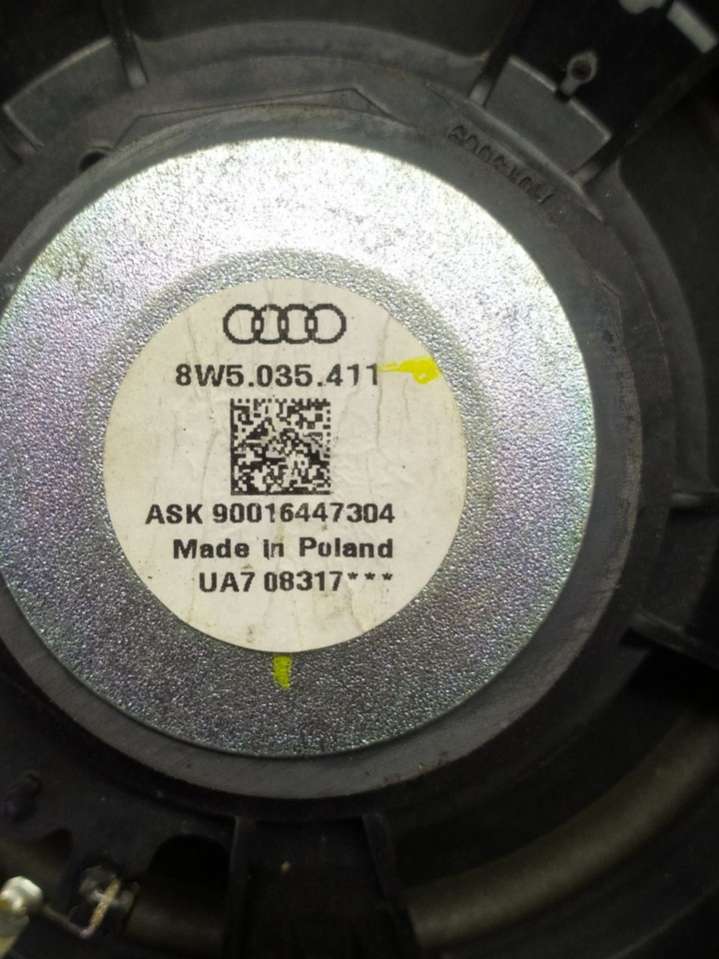 8W5.035.411
ASK 90016447304
Made in Poland
UA7 08317***